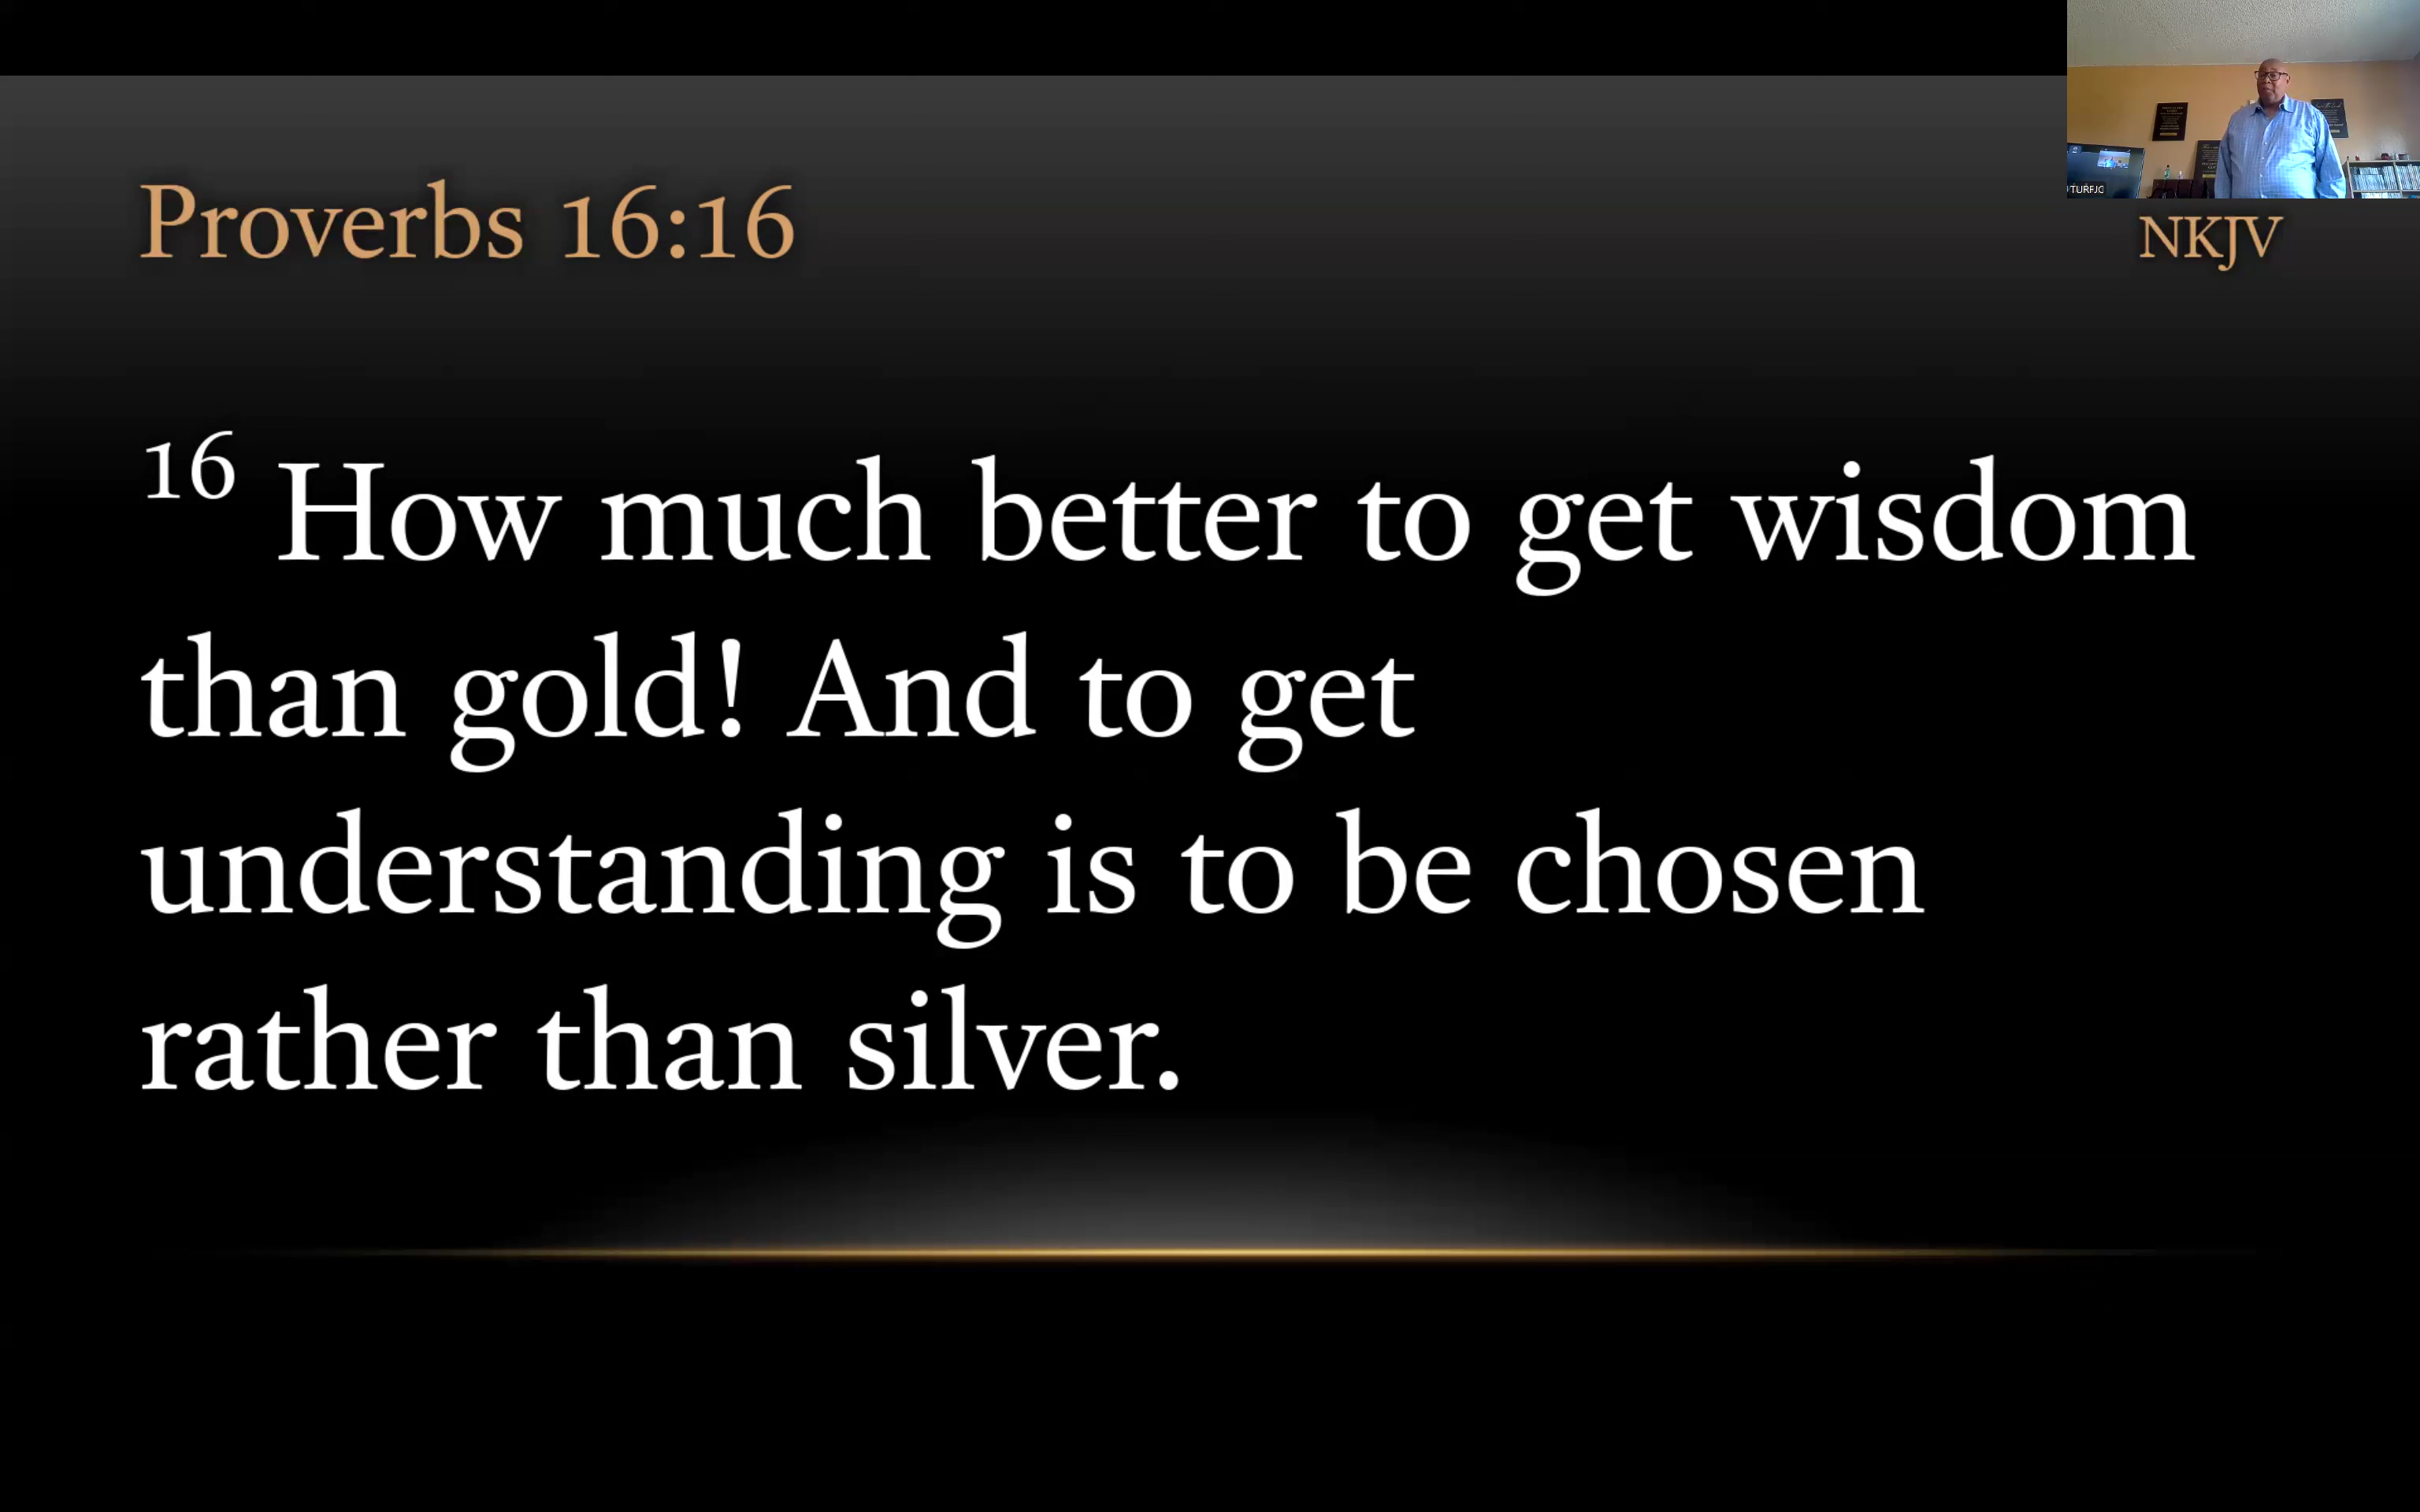 Proverbs 16:16
NKJV
16 How much better to get wisdom
than gold! And to get
understanding is to be chosen
rather than silver.